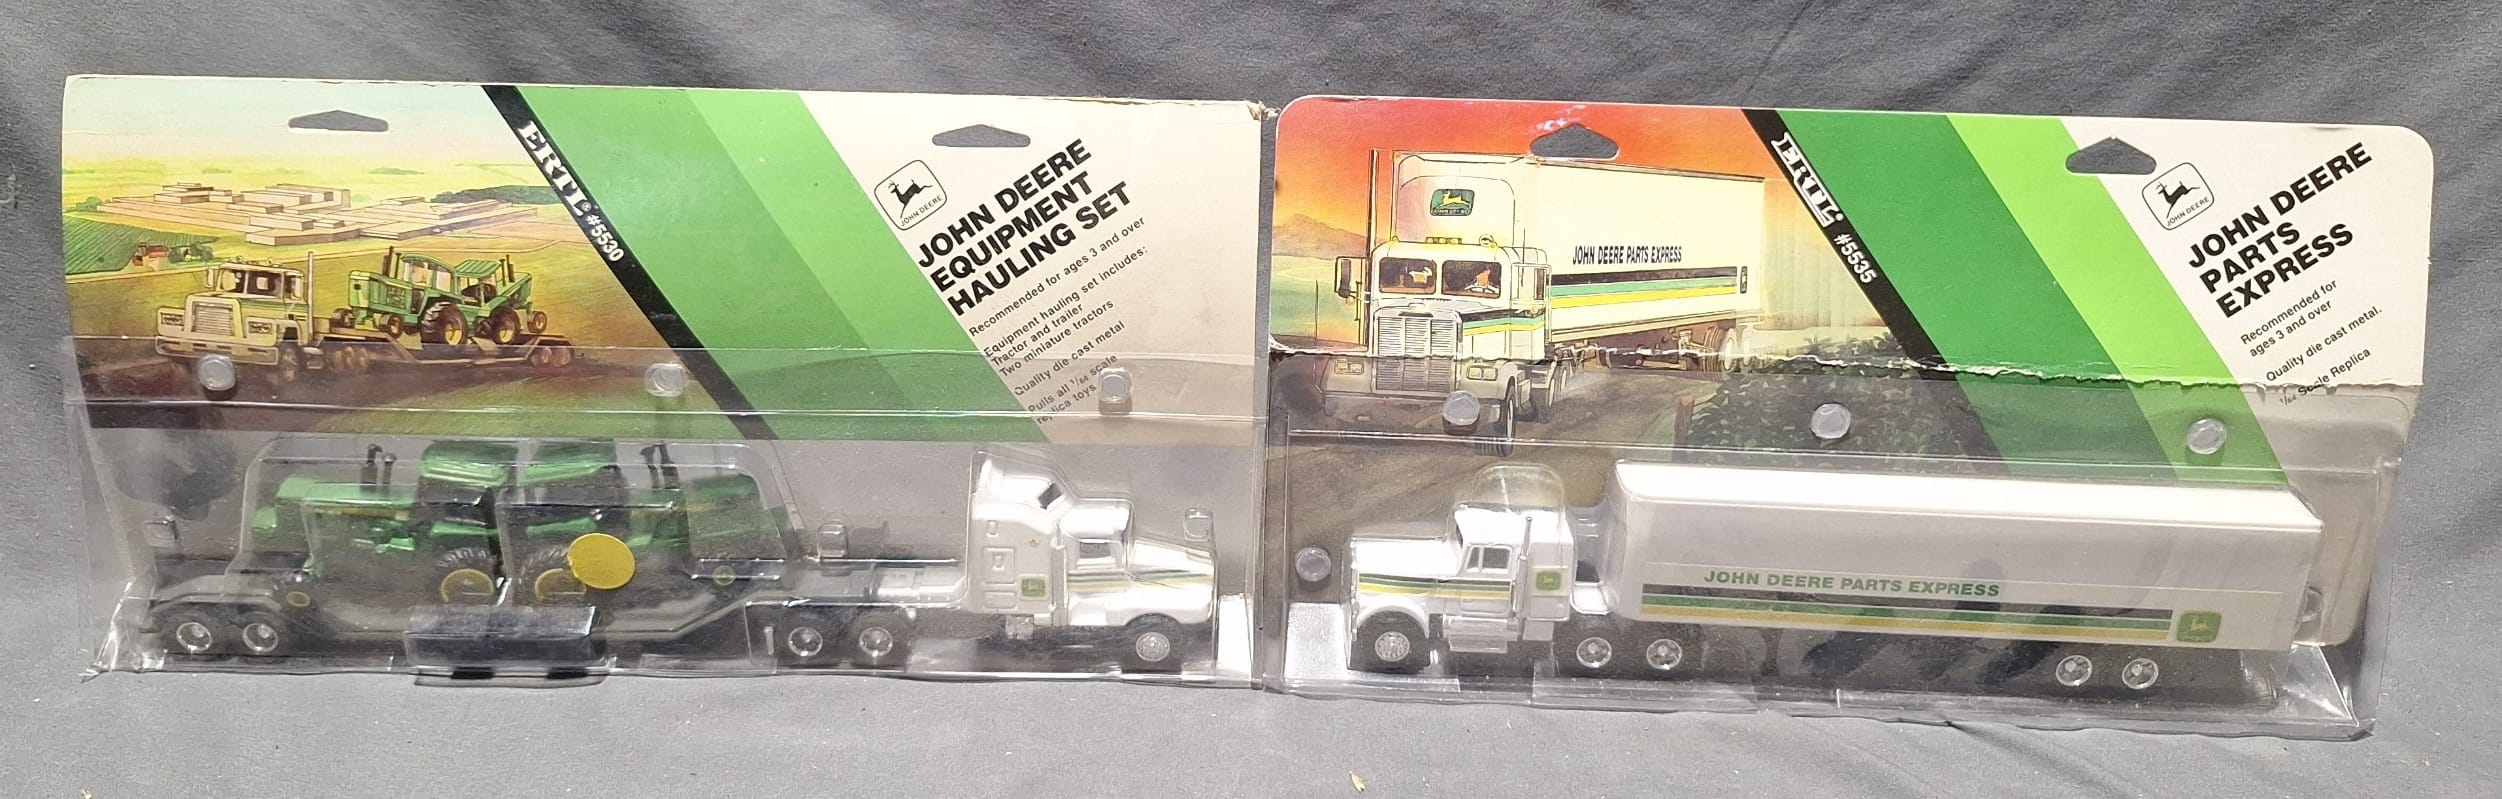 ERTL® #5530
JOHN DEERE
JOHN DEERE
EQUIPMENT
HAULING SET
Recommended for ages 3 and over
Equipment hauling set includes:
Tractor and trailer
Two miniature tractors
Quality die cast metal
Pulls all 1/64 scale
replica toys
JOHN DEERE PARTS EXPRESS
ERTL® #5535
JOHN DEERE
JOHN DEERE
PARTS
EXPRESS
Recommended for
ages 3 and over
Quality die cast metal.
1/64 Scale Replica
JOHN DEERE PARTS EXPRESS